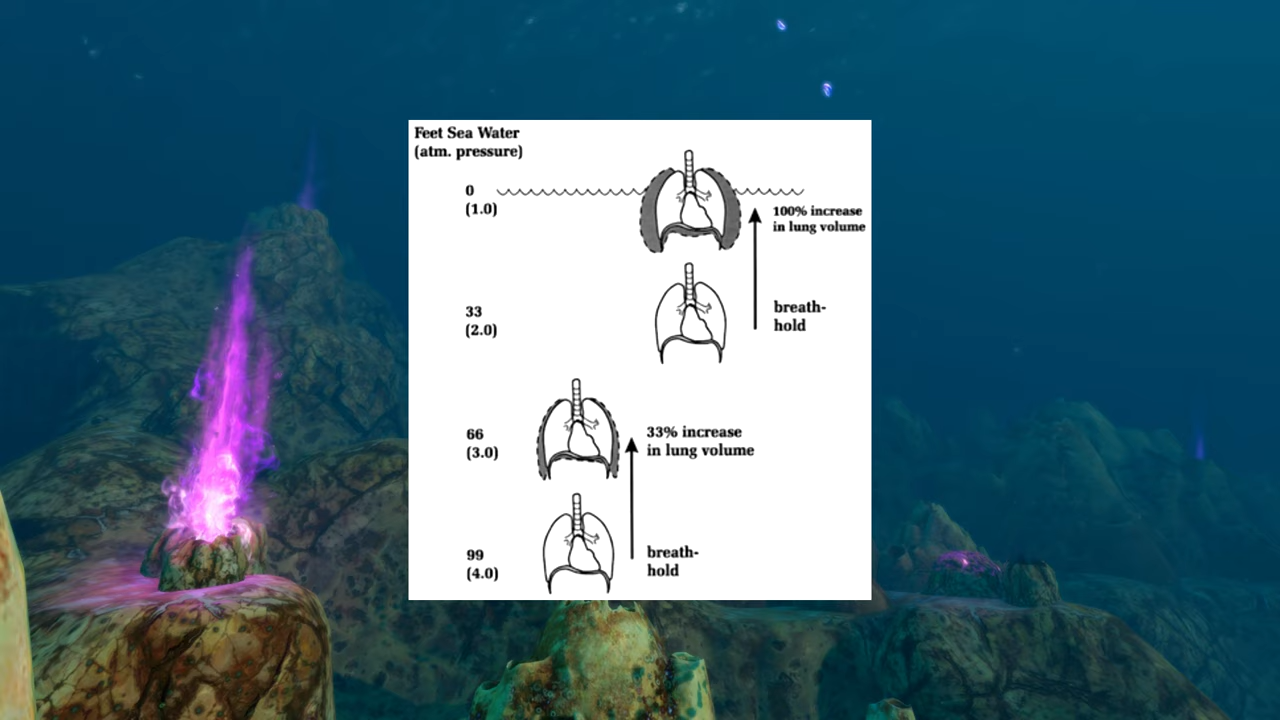 Feet Sea Water
(atm. pressure)
0
(1.0)
100% increase
in lung volume
33
(2.0)
breath-
hold
66
(3.0)
33% increase
in lung volume
99
(4.0)
breath-
hold